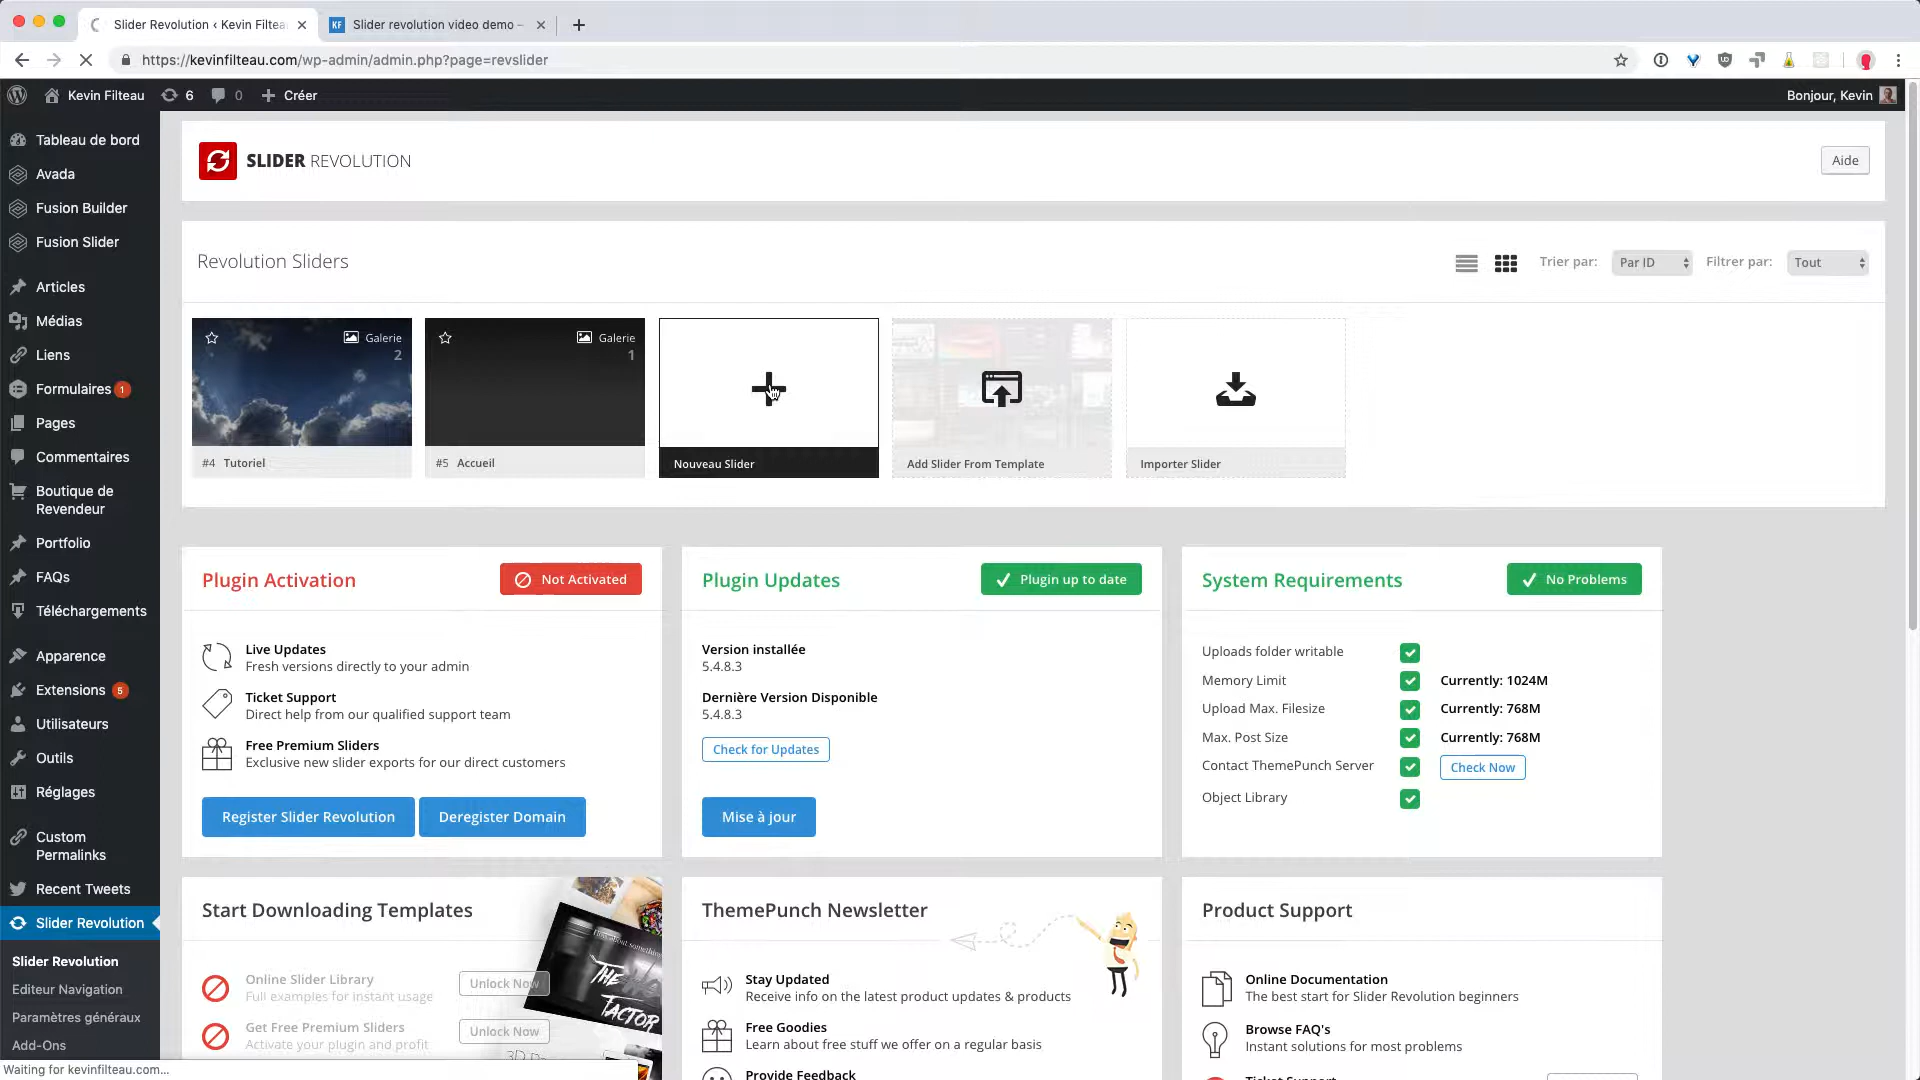 Slider Revolution ‹ Kevin Filtea
KF Slider revolution video demo –
https://kevinfilteau.com/wp-admin/admin.php?page=revslider
Kevin Filteau 6 0 Créer
Bonjour, Kevin
Tableau de bord
Avada
Fusion Builder
Fusion Slider
Articles
Médias
Liens
Formulaires 1
Pages
Commentaires
Boutique de
Revendeur
Portfolio
FAQs
Téléchargements
Apparence
Extensions 5
Utilisateurs
Outils
Réglages
Custom
Permalinks
Recent Tweets
Slider Revolution
Slider Revolution
Editeur Navigation
Paramètres généraux
Add-Ons
SLIDER REVOLUTION
Aide
Revolution Sliders
Trier par: Par ID Filtrer par: Tout
Galerie
2
#4 Tutoriel
Galerie
1
#5 Accueil
Nouveau Slider
Add Slider From Template
Importer Slider
Plugin Activation
Not Activated
Live Updates
Fresh versions directly to your admin
Ticket Support
Direct help from our qualified support team
Free Premium Sliders
Exclusive new slider exports for our direct customers
Register Slider Revolution
Deregister Domain
Plugin Updates
Plugin up to date
Version installée
5.4.8.3
Dernière Version Disponible
5.4.8.3
Check for Updates
Mise à jour
System Requirements
No Problems
Uploads folder writable
Memory Limit Currently: 1024M
Upload Max. Filesize Currently: 768M
Max. Post Size Currently: 768M
Contact ThemePunch Server Check Now
Object Library
Start Downloading Templates
Online Slider Library
Full examples for instant usage
Unlock Now
Get Free Premium Sliders
Activate your plugin and profit
Unlock Now
THE
FACTOR
ThemePunch Newsletter
Stay Updated
Receive info on the latest product updates & products
Free Goodies
Learn about free stuff we offer on a regular basis
Provide Feedback
Product Support
Online Documentation
The best start for Slider Revolution beginners
Browse FAQ's
Instant solutions for most problems
Ticket Support
Waiting for kevinfilteau.com...